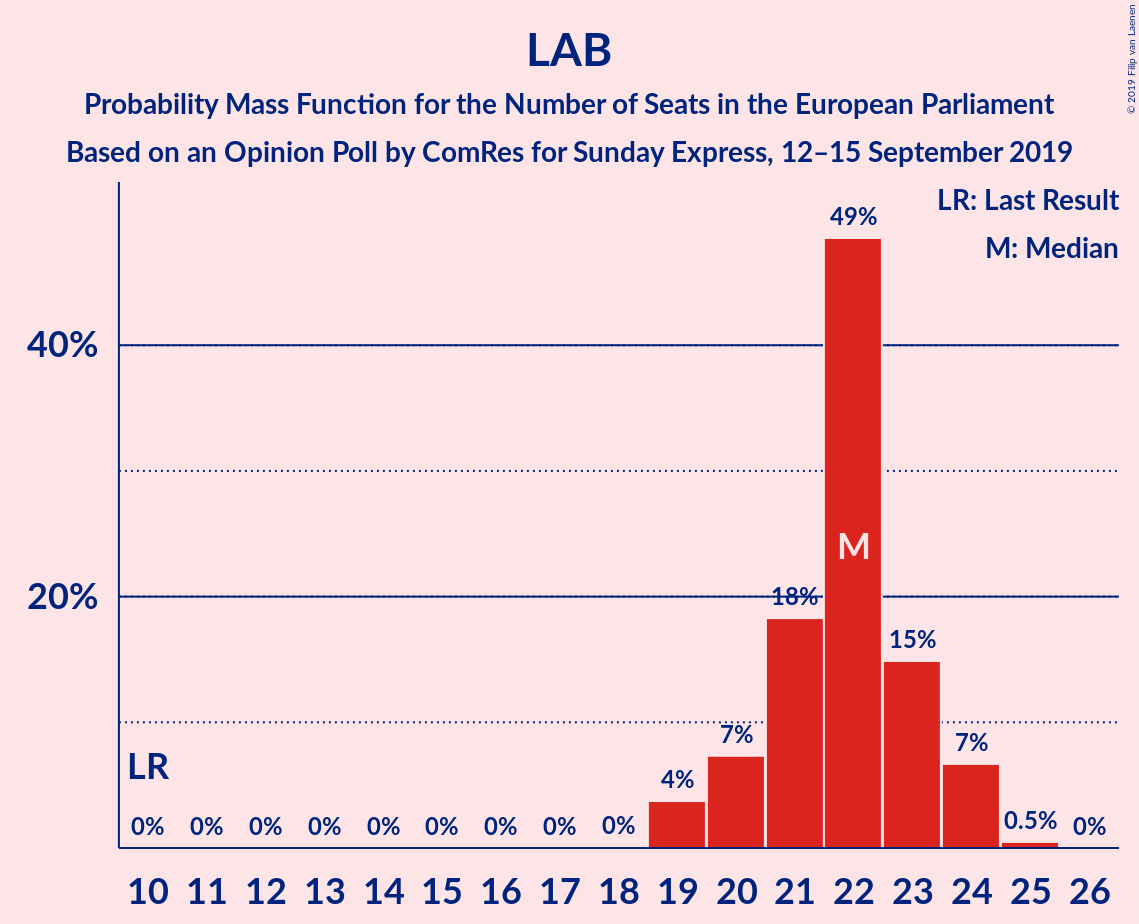 LAB
Probability Mass Function for the Number of Seats in the European Parliament
Based on an Opinion Poll by ComRes for Sunday Express, 12–15 September 2019
© 2019 Filip van Laenen
LR: Last Result
M: Median
40%
20%
LR
0% 0% 0% 0% 0% 0% 0% 0% 0% 4% 7% 18% 49% 15% 7% 0.5% 0%
M
10 11 12 13 14 15 16 17 18 19 20 21 22 23 24 25 26